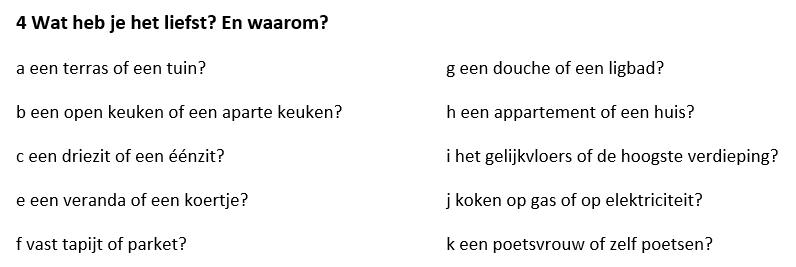 4 Wat heb je het liefst? En waarom?
a een terras of een tuin?
b een open keuken of een aparte keuken?
c een driezit of een éénzit?
e een veranda of een koertje?
f vast tapijt of parket?
g een douche of een ligbad?
h een appartement of een huis?
i het gelijkvloers of de hoogste verdieping?
j koken op gas of op elektriciteit?
k een poetsvrouw of zelf poetsen?